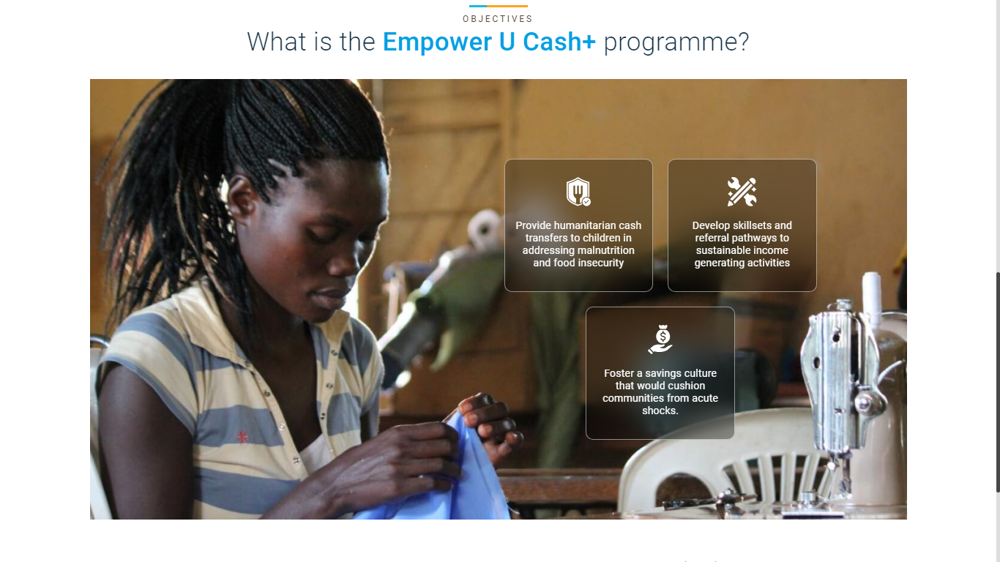 OBJECTIVES
What is the Empower U Cash+ programme?
Provide humanitarian cash
transfers to children in
addressing malnutrition
and food insecurity
Develop skillsets and
referral pathways to
sustainable income
generating activities
Foster a savings culture
that would cushion
communities from acute
shocks.